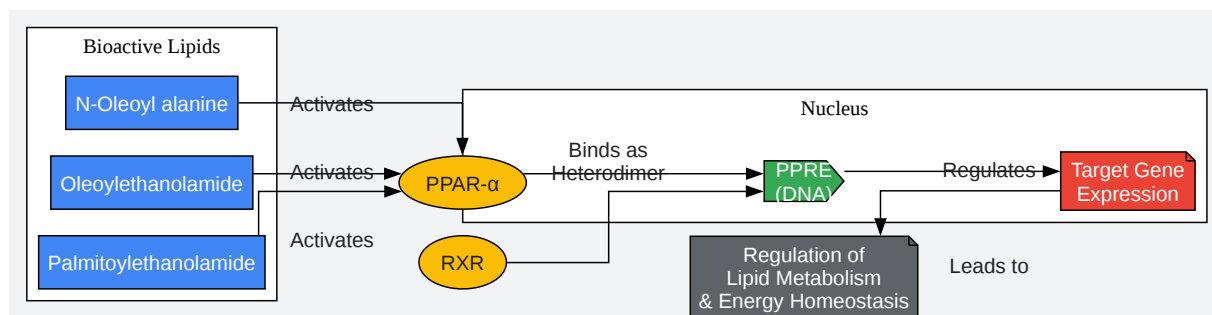 Bioactive Lipids
N-Oleoyl alanine
Oleoylethanolamide
Palmitoylethanolamide
Activates
Activates
Activates
Nucleus
PPAR-α
RXR
Binds as
Heterodimer
PPRE
(DNA)
Regulates
Target Gene
Expression
Regulation of
Lipid Metabolism
& Energy Homeostasis
Leads to